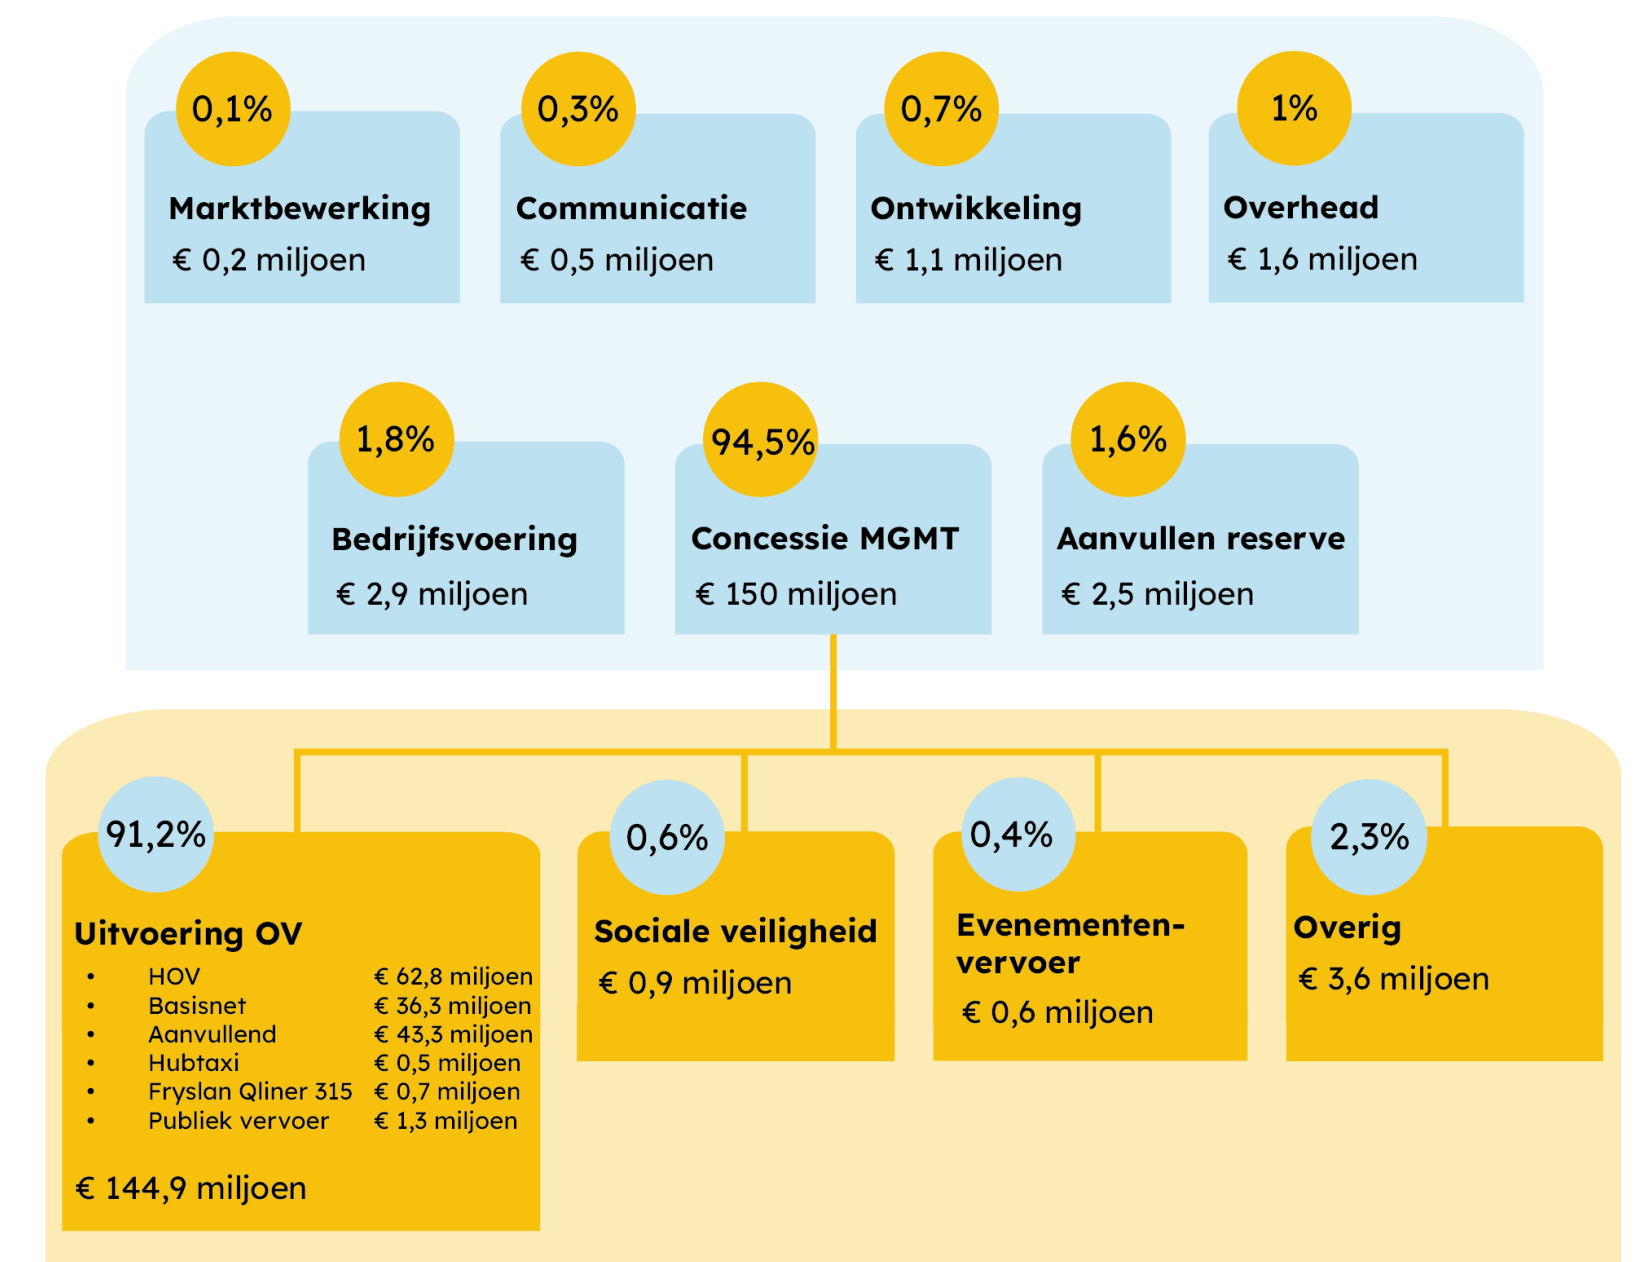 0,1%
Marktbewerking
€ 0,2 miljoen
0,3%
Communicatie
€ 0,5 miljoen
0,7%
Ontwikkeling
€ 1,1 miljoen
1%
Overhead
€ 1,6 miljoen
1,8%
Bedrijfsvoering
€ 2,9 miljoen
94,5%
Concessie MGMT
€ 150 miljoen
1,6%
Aanvullen reserve
€ 2,5 miljoen
91,2%
Uitvoering OV
• HOV € 62,8 miljoen
• Basisnet € 36,3 miljoen
• Aanvullend € 43,3 miljoen
• Hubtaxi € 0,5 miljoen
• Fryslan Qliner 315 € 0,7 miljoen
• Publiek vervoer € 1,3 miljoen
€ 144,9 miljoen
0,6%
Sociale veiligheid
€ 0,9 miljoen
0,4%
Evenementen-
vervoer
€ 0,6 miljoen
2,3%
Overig
€ 3,6 miljoen